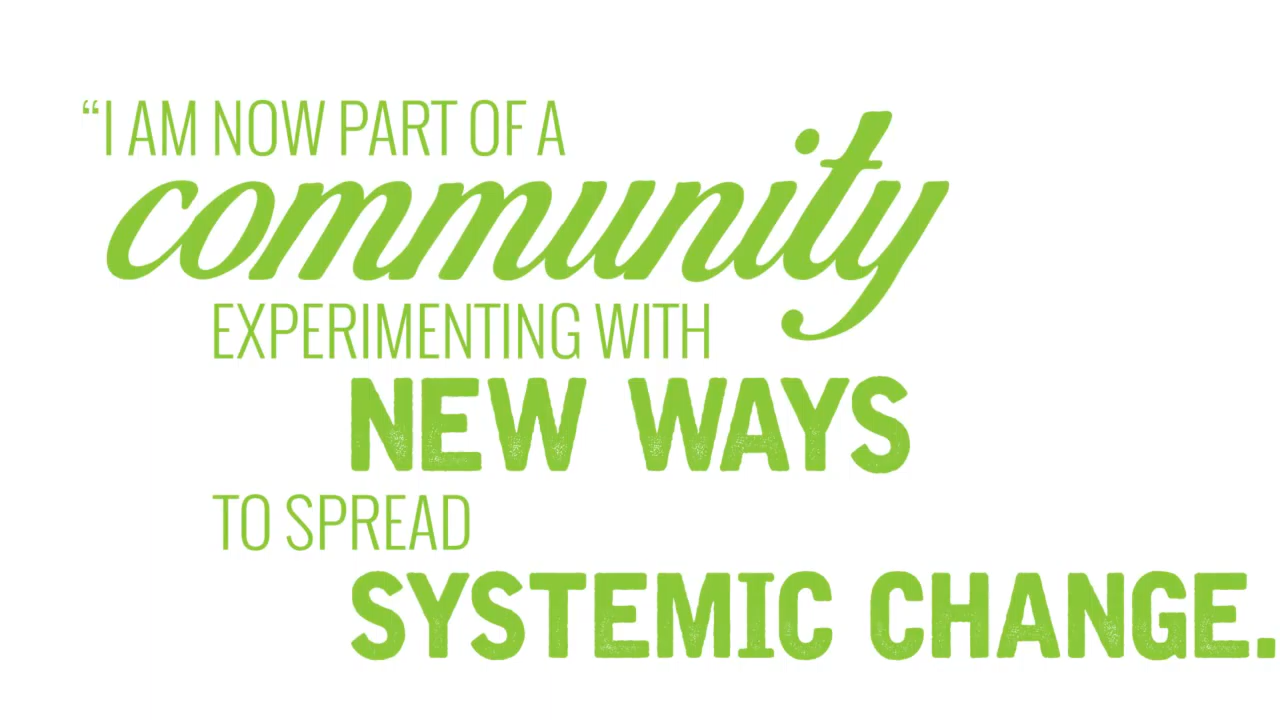 “I AM NOW PART OF A
community
EXPERIMENTING WITH
NEW WAYS
TO SPREAD
SYSTEMIC CHANGE.